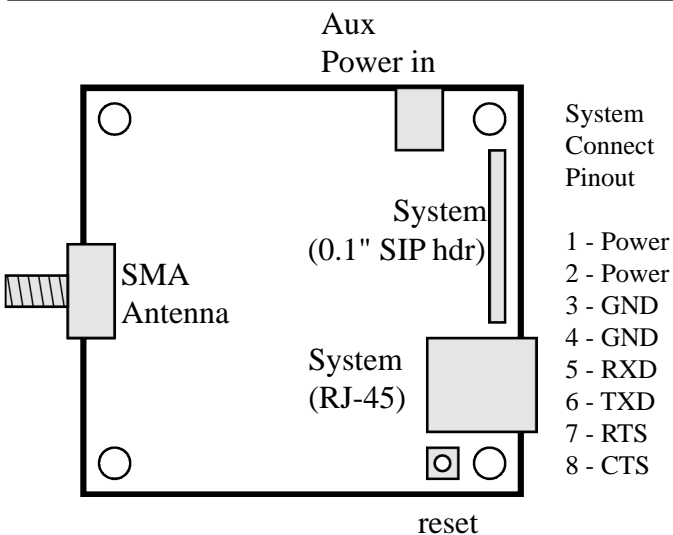 Aux
Power in
System
Connect
Pinout
System
(0.1" SIP hdr)
1 - Power
2 - Power
3 - GND
4 - GND
5 - RXD
6 - TXD
7 - RTS
8 - CTS
SMA
Antenna
System
(RJ-45)
reset